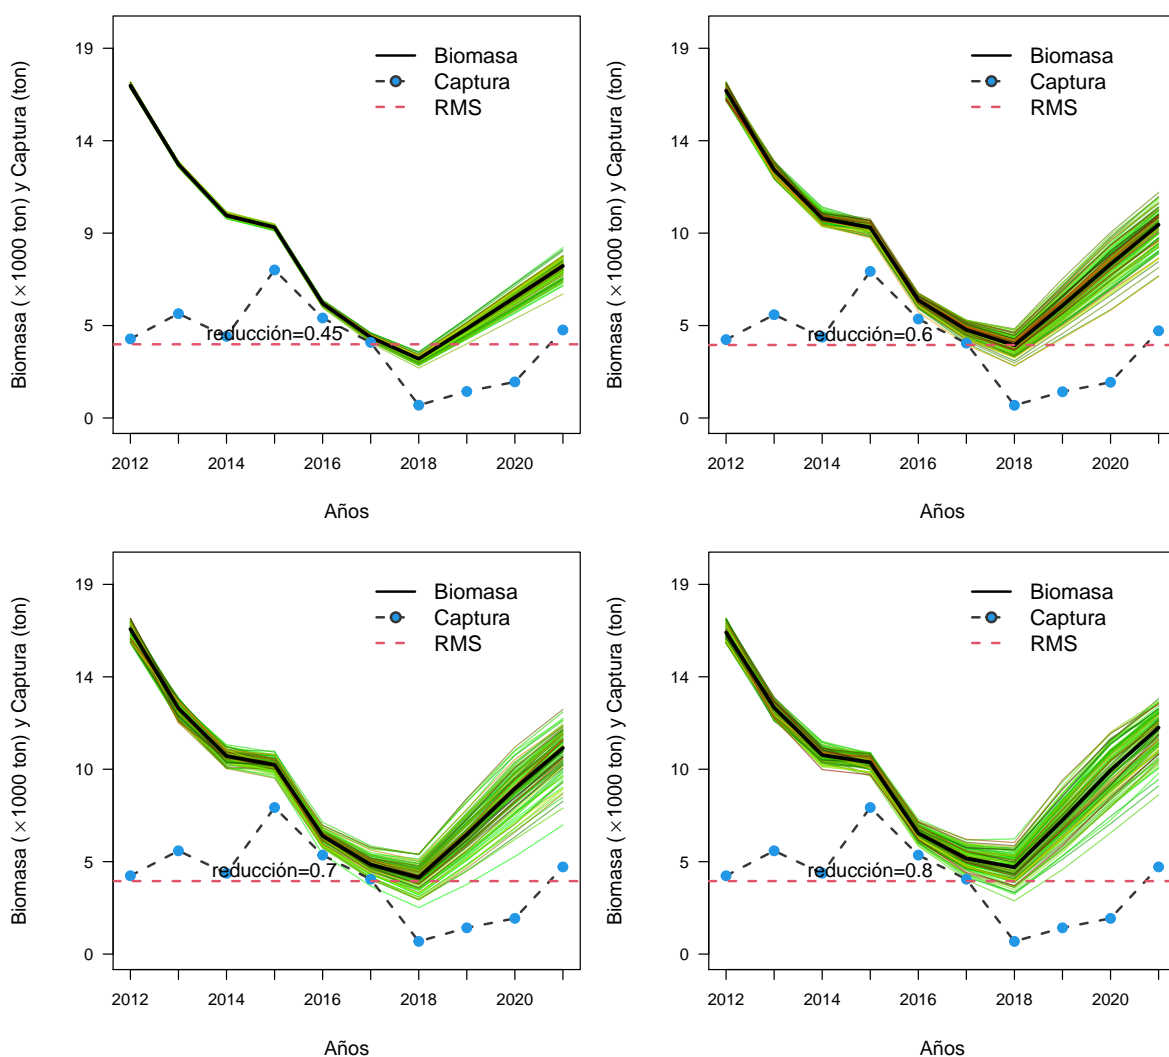 Biomasa (×1000 ton) y Captura (ton)
19
14
9
5
0
Biomasa
Captura
RMS
reducción=0.45
2012
2014
2016
2018
2020
Años
Biomasa (×1000 ton) y Captura (ton)
19
14
10
5
0
Biomasa
Captura
RMS
reducción=0.6
2012
2014
2016
2018
2020
Años
Biomasa (×1000 ton) y Captura (ton)
19
14
10
5
0
Biomasa
Captura
RMS
reducción=0.7
2012
2014
2016
2018
2020
Años
Biomasa (×1000 ton) y Captura (ton)
19
14
10
5
0
Biomasa
Captura
RMS
reducción=0.8
2012
2014
2016
2018
2020
Años